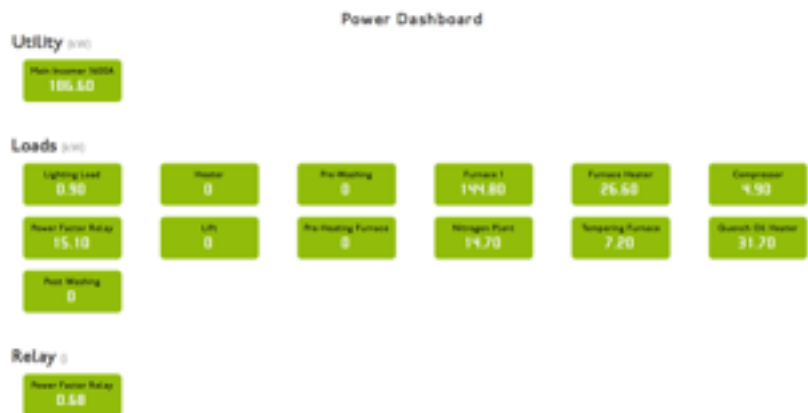 Power Dashboard
Utility (kW)
Main Incomer 1600A
186.60
Loads (kW)
Lighting Load Heater Pre Washing Furnace 1 Furnace Heater Compressor
0.90 0 0 144.80 26.60 4.90
Power Factor Relay Lift Pre Heating Furnace Nitrogen Plant Tempering Furnace Quench Oil Heater
15.10 0 0 14.70 7.20 31.70
Post Washing
0
Relay ()
Power Factor Relay
0.68